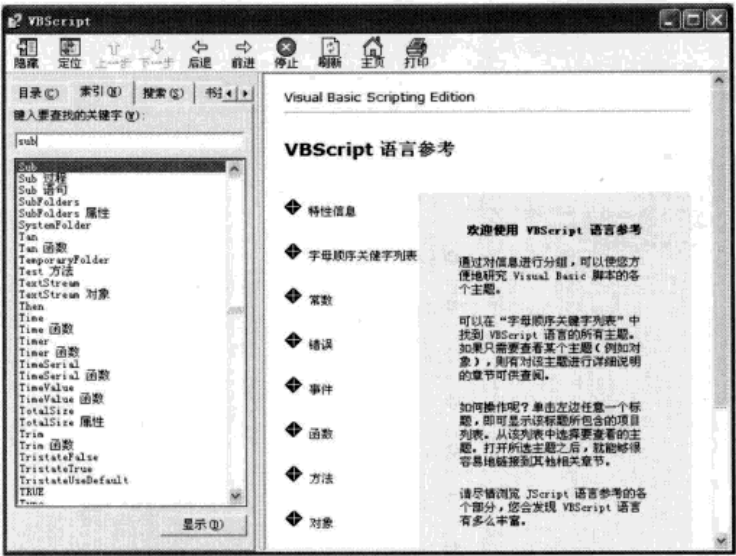 VBScript
隐藏 定位 上一步 下一步 后退 前进 停止 刷新 主页 打印
目录(C) 索引(N) 搜索(S) 书签
键入要查找的关键字(W):
sub
Sub
Sub 过程
Sub 语句
SubFolders
SubFolders 属性
SystemFolder
Tan
Tan 函数
TemporaryFolder
Test 方法
TextStream
TextStream 对象
Then
Time
Time 函数
Timer
Timer 函数
TimeSerial
TimeSerial 函数
TimeValue
TimeValue 函数
TotalSize
TotalSize 属性
Trim
Trim 函数
TristateFalse
TristateTrue
TristateUseDefault
TRUE
显示(D)
Visual Basic Scripting Edition
VBScript 语言参考
特性信息
字母顺序关键字列表
常数
错误
事件
函数
方法
对象
欢迎使用 VBScript 语言参考
通过对信息进行分组，可以使您方
便地研究 Visual Basic 脚本的各
个主题。
可以在“字母顺序关键字列表”中
找到 VBScript 语言的所有主题。
如果只需要查看某个主题(例如对
象)，则有对该主题进行详细说明
的章节可供查阅。
如何操作呢？单击左边任意一个标
题，即可显示该标题所包含的项目
列表。从该列表中选择要查看的主
题。打开所选主题之后，就能够很
容易地链接到其他相关章节。
请尽情浏览 JScript 语言参考的各
个部分，您会发现 VBScript 语言
有多么丰富。